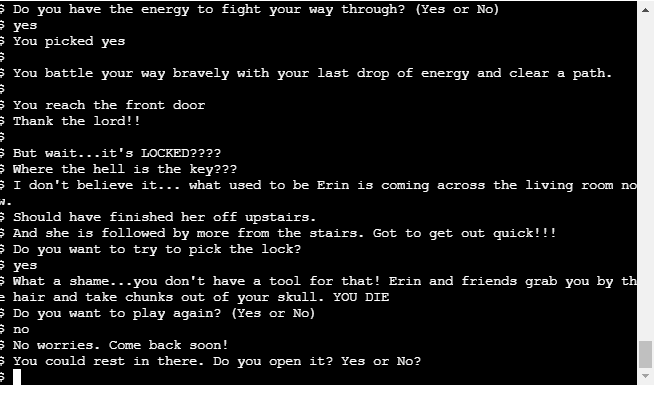 $ Do you have the energy to fight your way through? (Yes or No)
$ yes
$ You picked yes
$
$ You battle your way bravely with your last drop of energy and clear a path.
$
$ You reach the front door
$ Thank the lord!!
$
$ But wait...it's LOCKED????
$ Where the hell is the key???
$ I don't believe it... what used to be Erin is coming across the living room no
w.
$ Should have finished her off upstairs.
$ And she is followed by more from the stairs. Got to get out quick!!!
$ Do you want to try to pick the lock?
$ yes
$ What a shame...you don't have a tool for that! Erin and friends grab you by th
e hair and take chunks out of your skull. YOU DIE
$ Do you want to play again? (Yes or No)
$ no
$ No worries. Come back soon!
$ You could rest in there. Do you open it? Yes or No?
$